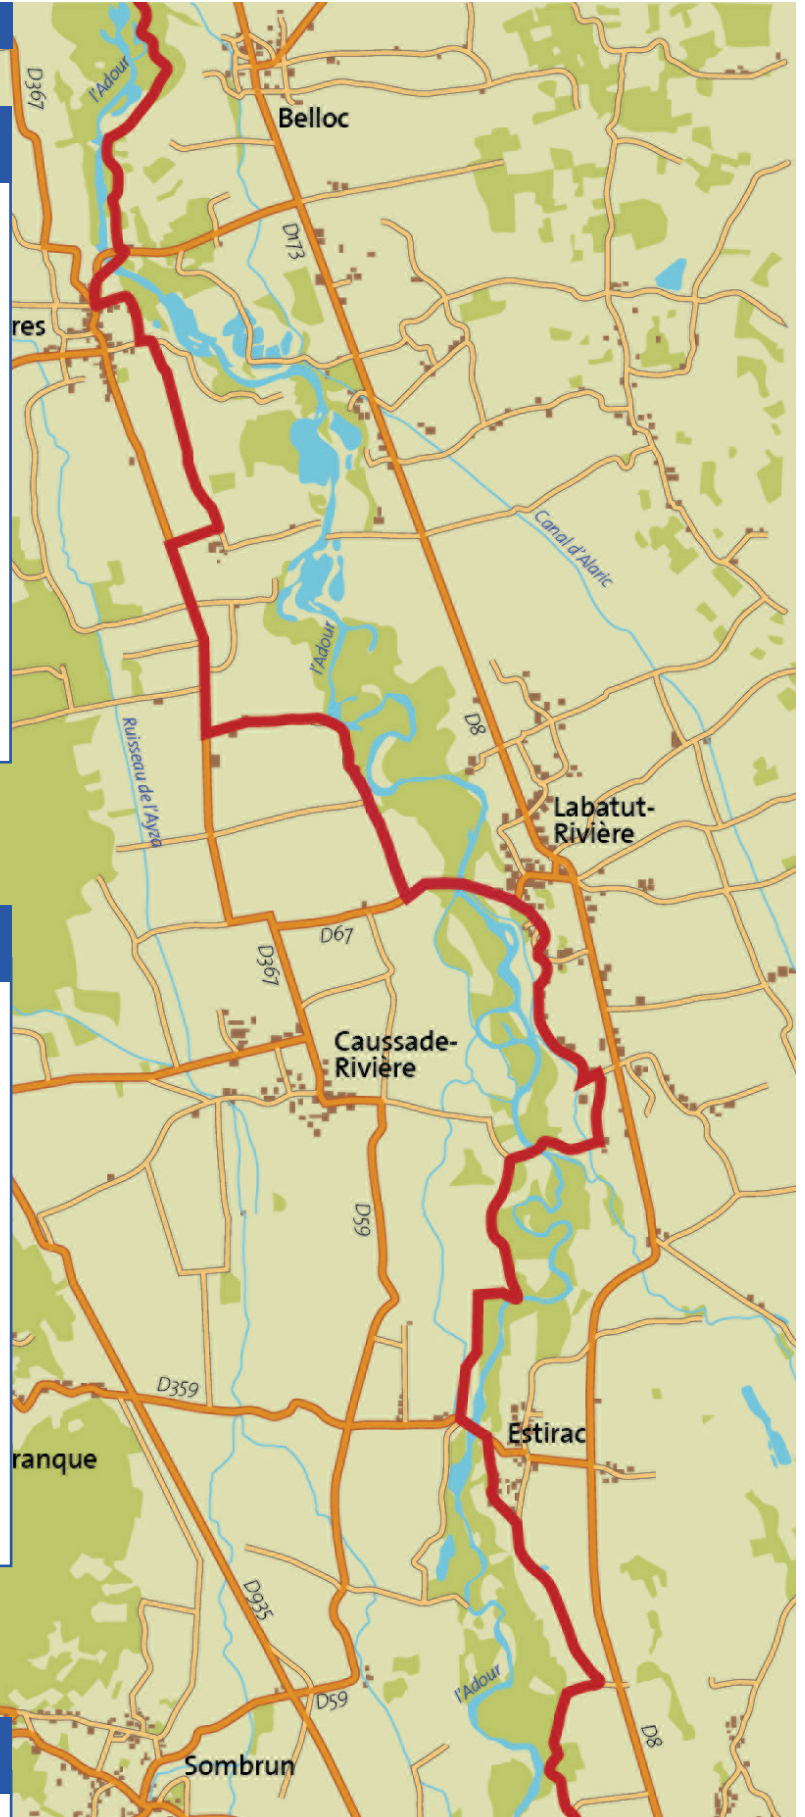 l'Adour
D367
Belloc
D173
res
Canal d'Alaric
l'Adour
D8
Ruisseau de l'Ayza
Labatut-
Rivière
D67
D367
Caussade-
Rivière
D59
D359
Estirac
ranque
D935
l'Adour
D59
D8
Sombrun